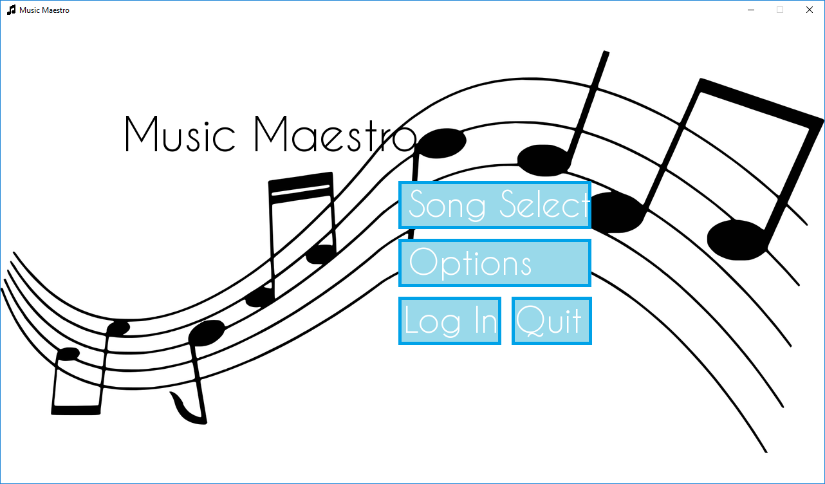 Music Maestro
Music Maestro
Song Select
Options
Log In
Quit